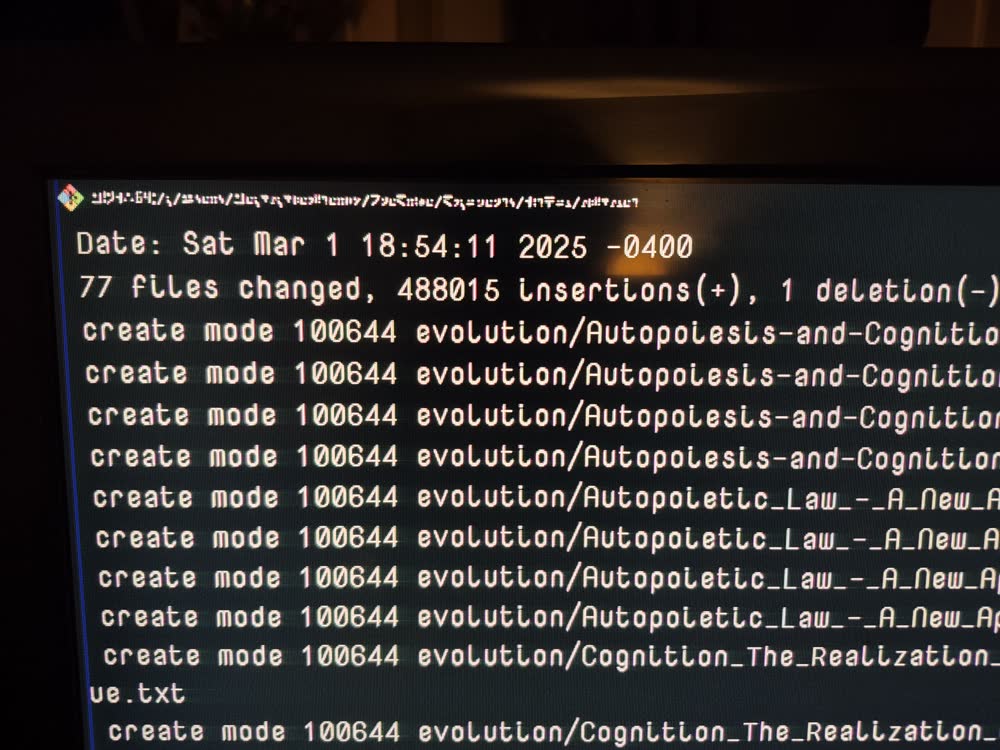 Date: Sat Mar 1 18:54:11 2025 -0400
77 files changed, 488015 insertions(+), 1 deletion(-)
create mode 100644 evolution/Autopoiesis-and-Cognitio
create mode 100644 evolution/Autopoiesis-and-Cognitio
create mode 100644 evolution/Autopoiesis-and-Cognition
create mode 100644 evolution/Autopoiesis-and-Cognition
create mode 100644 evolution/Autopoietic_Law_-_A_New_A
create mode 100644 evolution/Autopoietic_Law_-_A_New_A
create mode 100644 evolution/Autopoietic_Law_-_A_New_Ap
create mode 100644 evolution/Autopoietic_Law_-_A_New_Ap
create mode 100644 evolution/Cognition_The_Realization_
ue.txt
create mode 100644 evolution/Cognition_The_Realization_